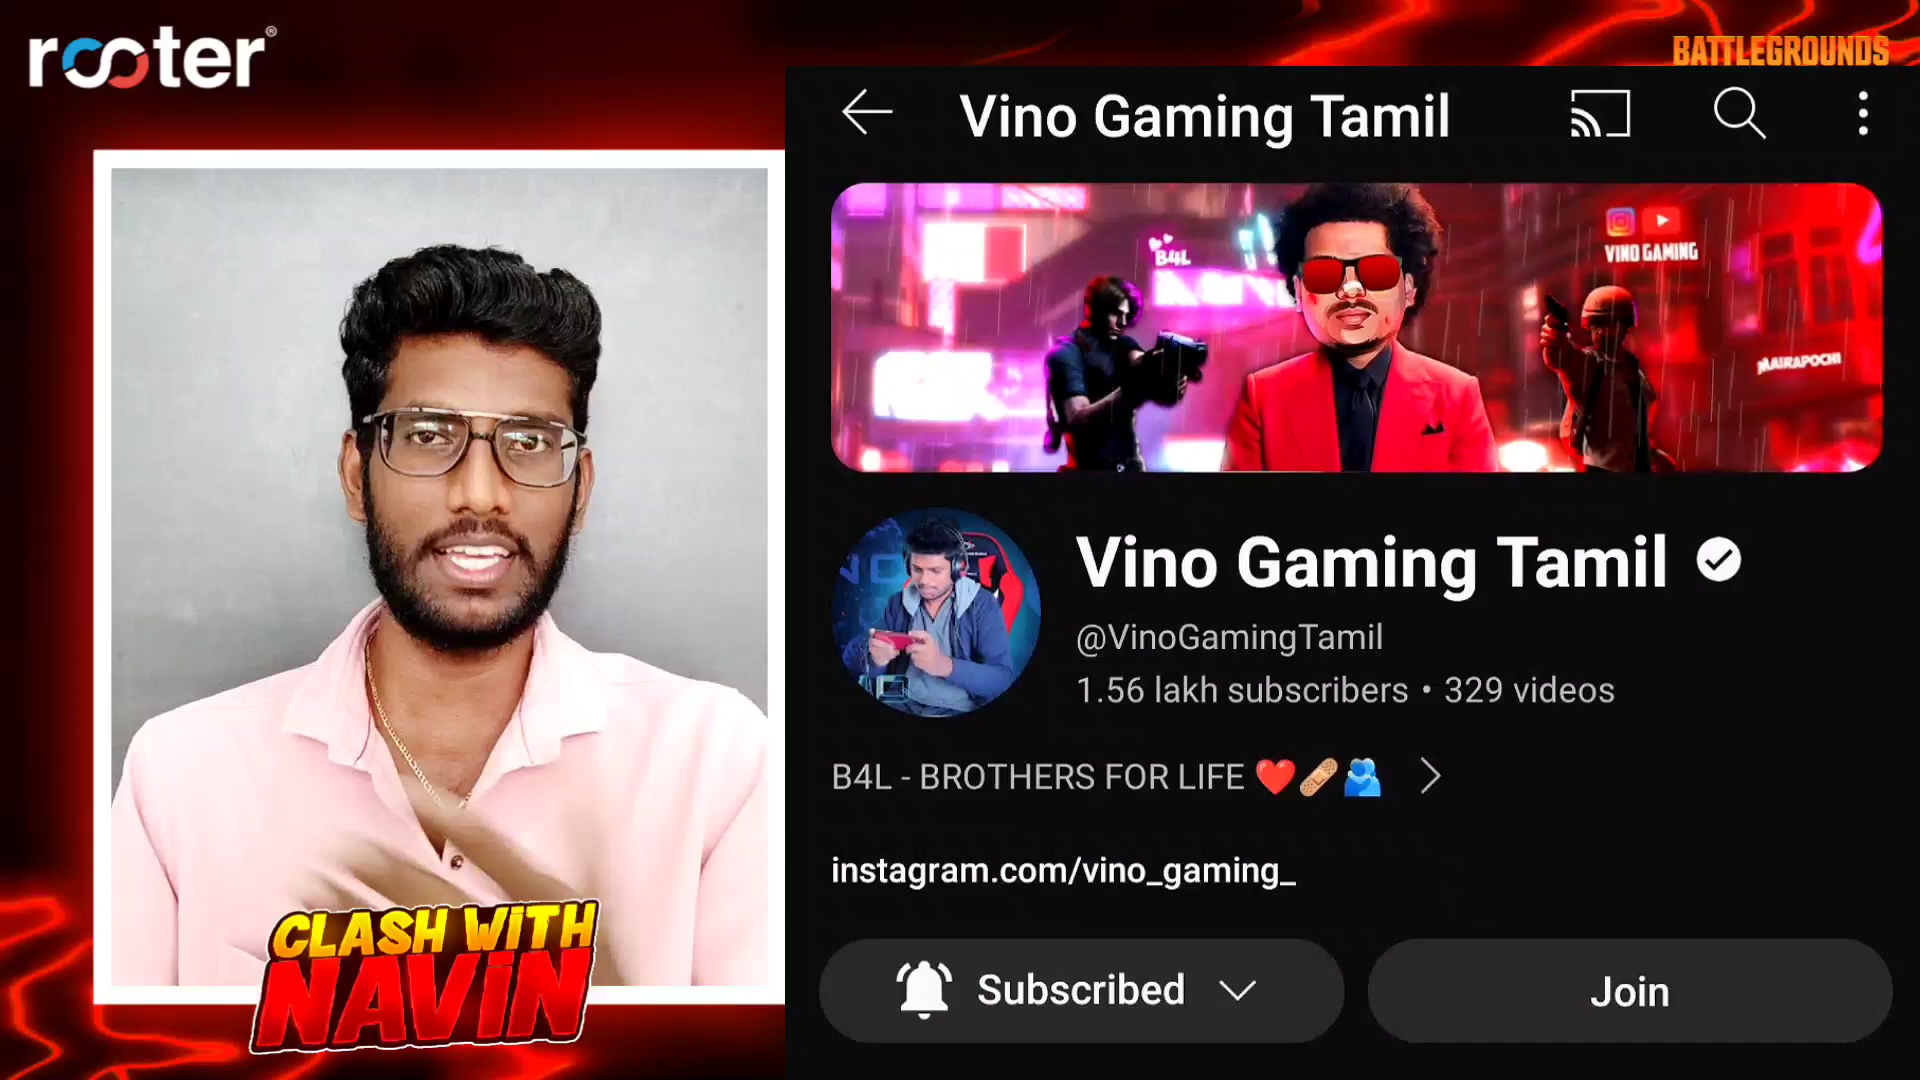 rooter
BATTLEGROUNDS
Vino Gaming Tamil
B4L
VINO GAMING
MAIRAPOCHI
Vino Gaming Tamil
@VinoGamingTamil
1.56 lakh subscribers • 329 videos
B4L - BROTHERS FOR LIFE ❤️🩹🫂
instagram.com/vino_gaming_
Subscribed
Join
CLASH WiTH
NAViN